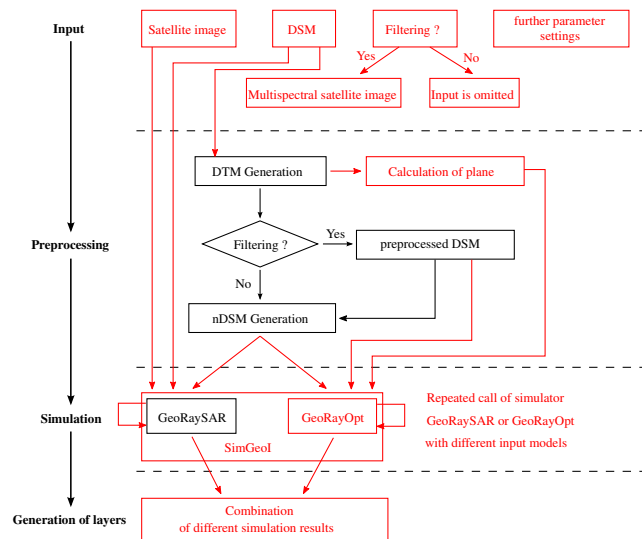 Input
Satellite image
DSM
Filtering ?
further parameter
settings
Yes
No
Multispectral satellite image
Input is omitted
DTM Generation
Calculation of plane
Preprocessing
Filtering ?
Yes
preprocessed DSM
No
nDSM Generation
Simulation
GeoRaySAR
GeoRayOpt
SimGeoI
Repeated call of simulator
GeoRaySAR or GeoRayOpt
with different input models
Generation of layers
Combination
of different simulation results